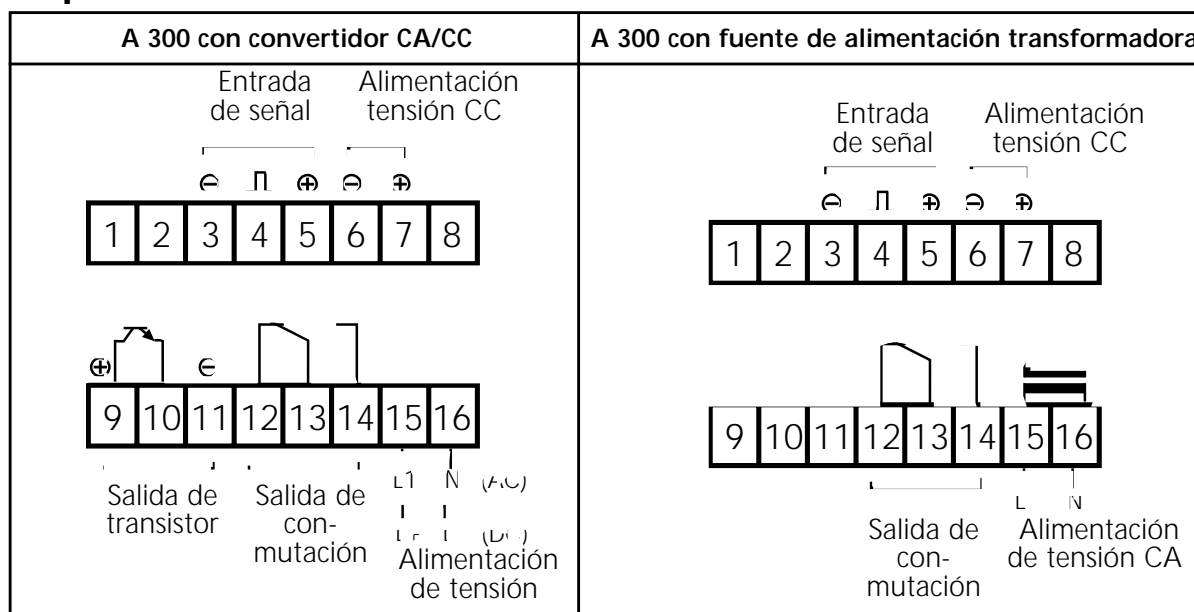 A 300 con convertidor CA/CC
Entrada
de señal
Alimentación
tensión CC
1 2 3 4 5 6 7 8
9 10 11 12 13 14 15 16
L1 N (AC)
Salida de
transistor
Salida de
con-
mutación
Alimentación
de tensión
A 300 con fuente de alimentación transformadora
Entrada
de señal
Alimentación
tensión CC
1 2 3 4 5 6 7 8
9 10 11 12 13 14 15 16
L N
Salida de
con-
mutación
Alimentación
de tensión CA